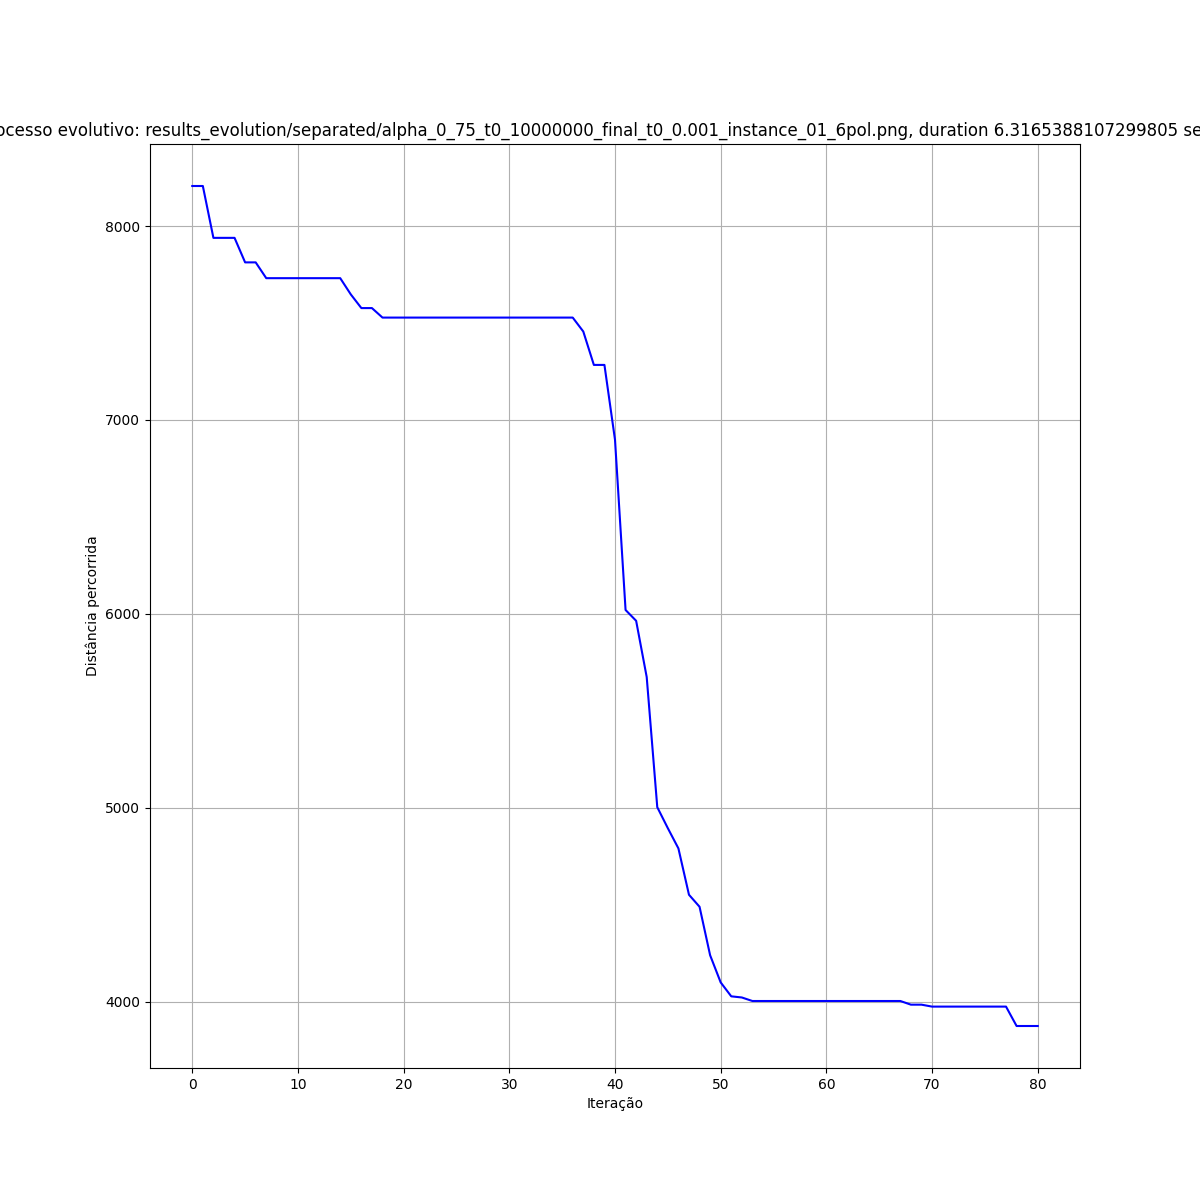 ocesso evolutivo: results_evolution/separated/alpha_0_75_t0_10000000_final_t0_0.001_instance_01_6pol.png, duration 6.3165388107299805 se
8000
7000
6000
5000
4000
Distância percorrida
0 10 20 30 40 50 60 70 80
Iteração